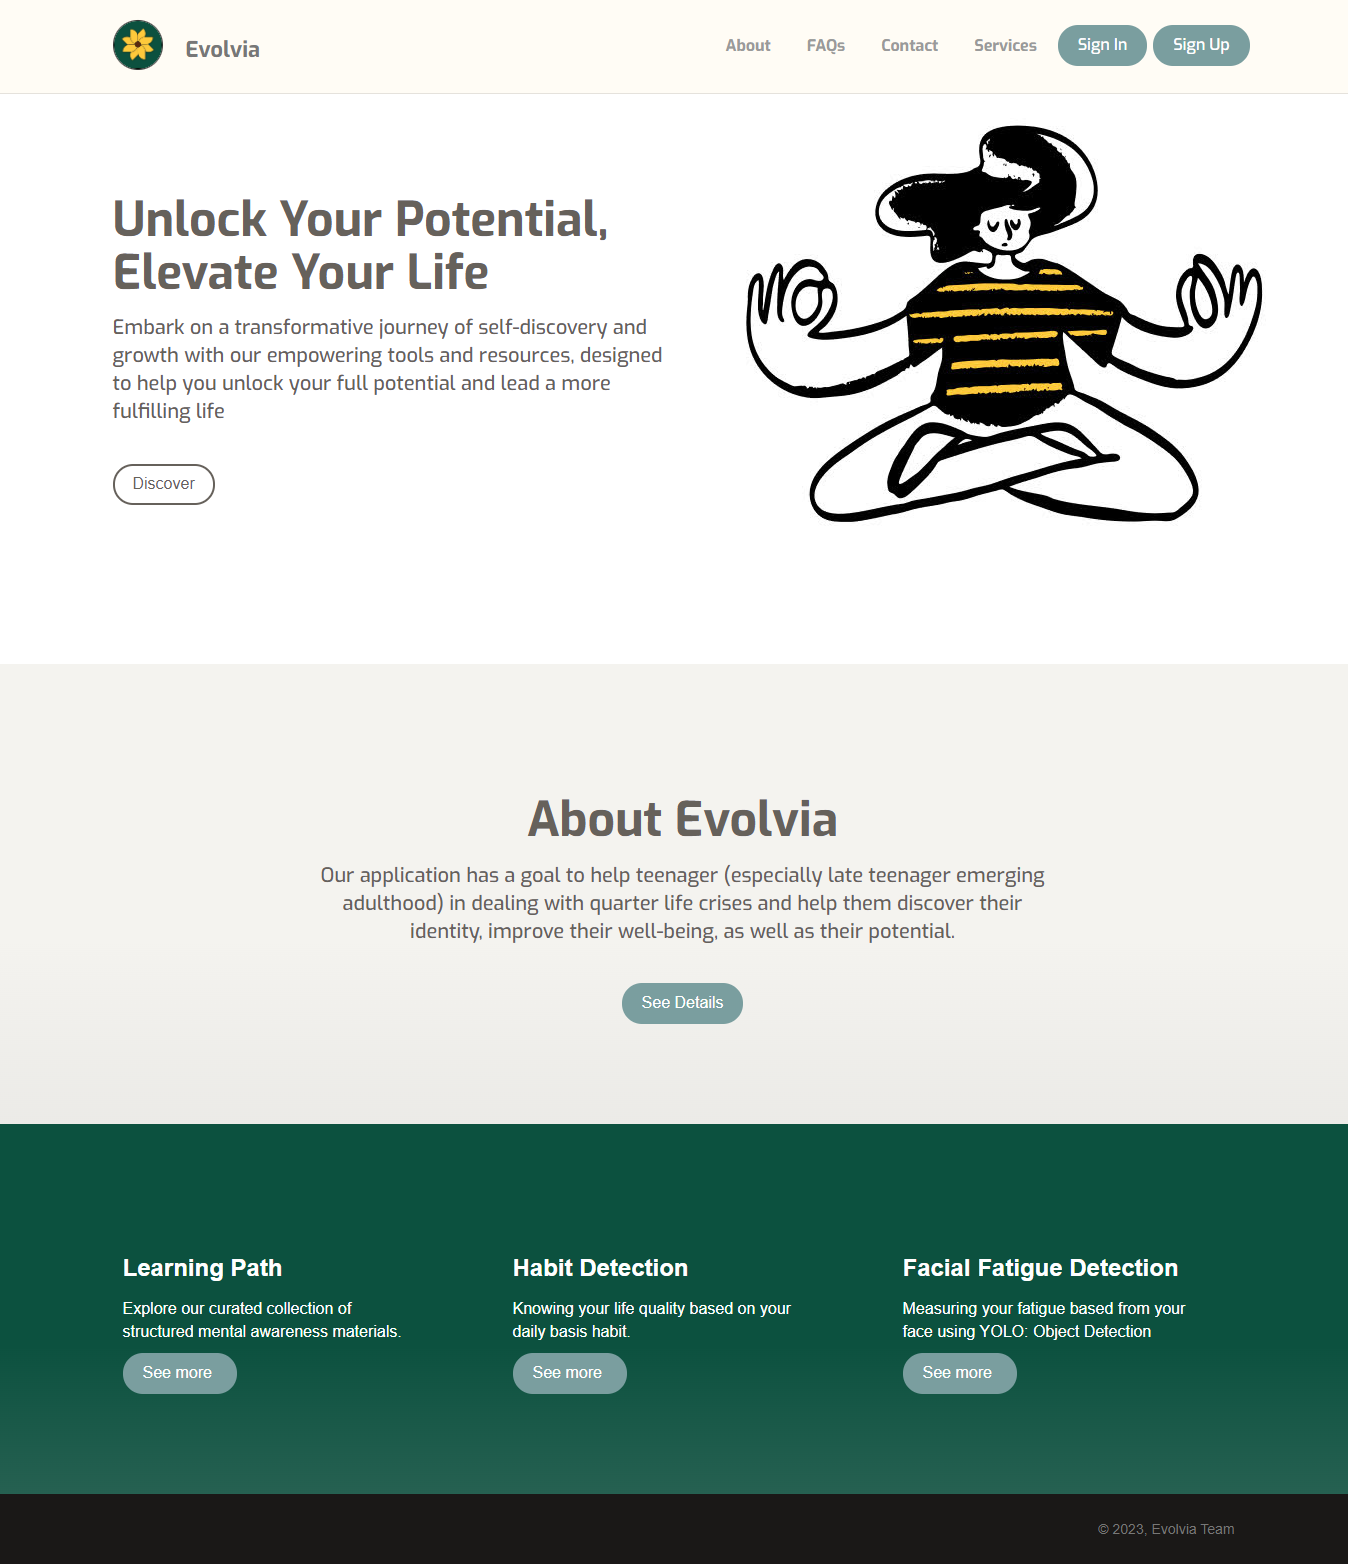 Evolvia
About
FAQs
Contact
Services
Sign In
Sign Up
Unlock Your Potential,
Elevate Your Life
Embark on a transformative journey of self-discovery and
growth with our empowering tools and resources, designed
to help you unlock your full potential and lead a more
fulfilling life
Discover
About Evolvia
Our application has a goal to help teenager (especially late teenager emerging
adulthood) in dealing with quarter life crises and help them discover their
identity, improve their well-being, as well as their potential.
See Details
Learning Path
Explore our curated collection of
structured mental awareness materials.
See more
Habit Detection
Knowing your life quality based on your
daily basis habit.
See more
Facial Fatigue Detection
Measuring your fatigue based from your
face using YOLO: Object Detection
See more
© 2023, Evolvia Team